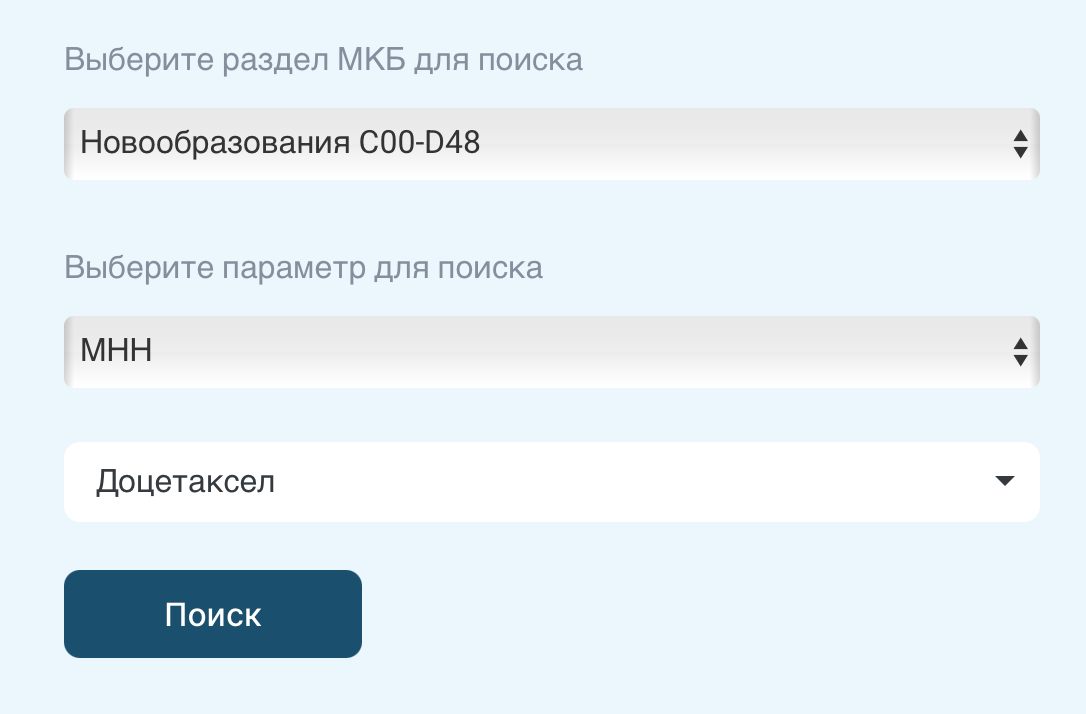 Выберите раздел МКБ для поиска
Новообразования C00-D48
Выберите параметр для поиска
МНН
Доцетаксел
Поиск